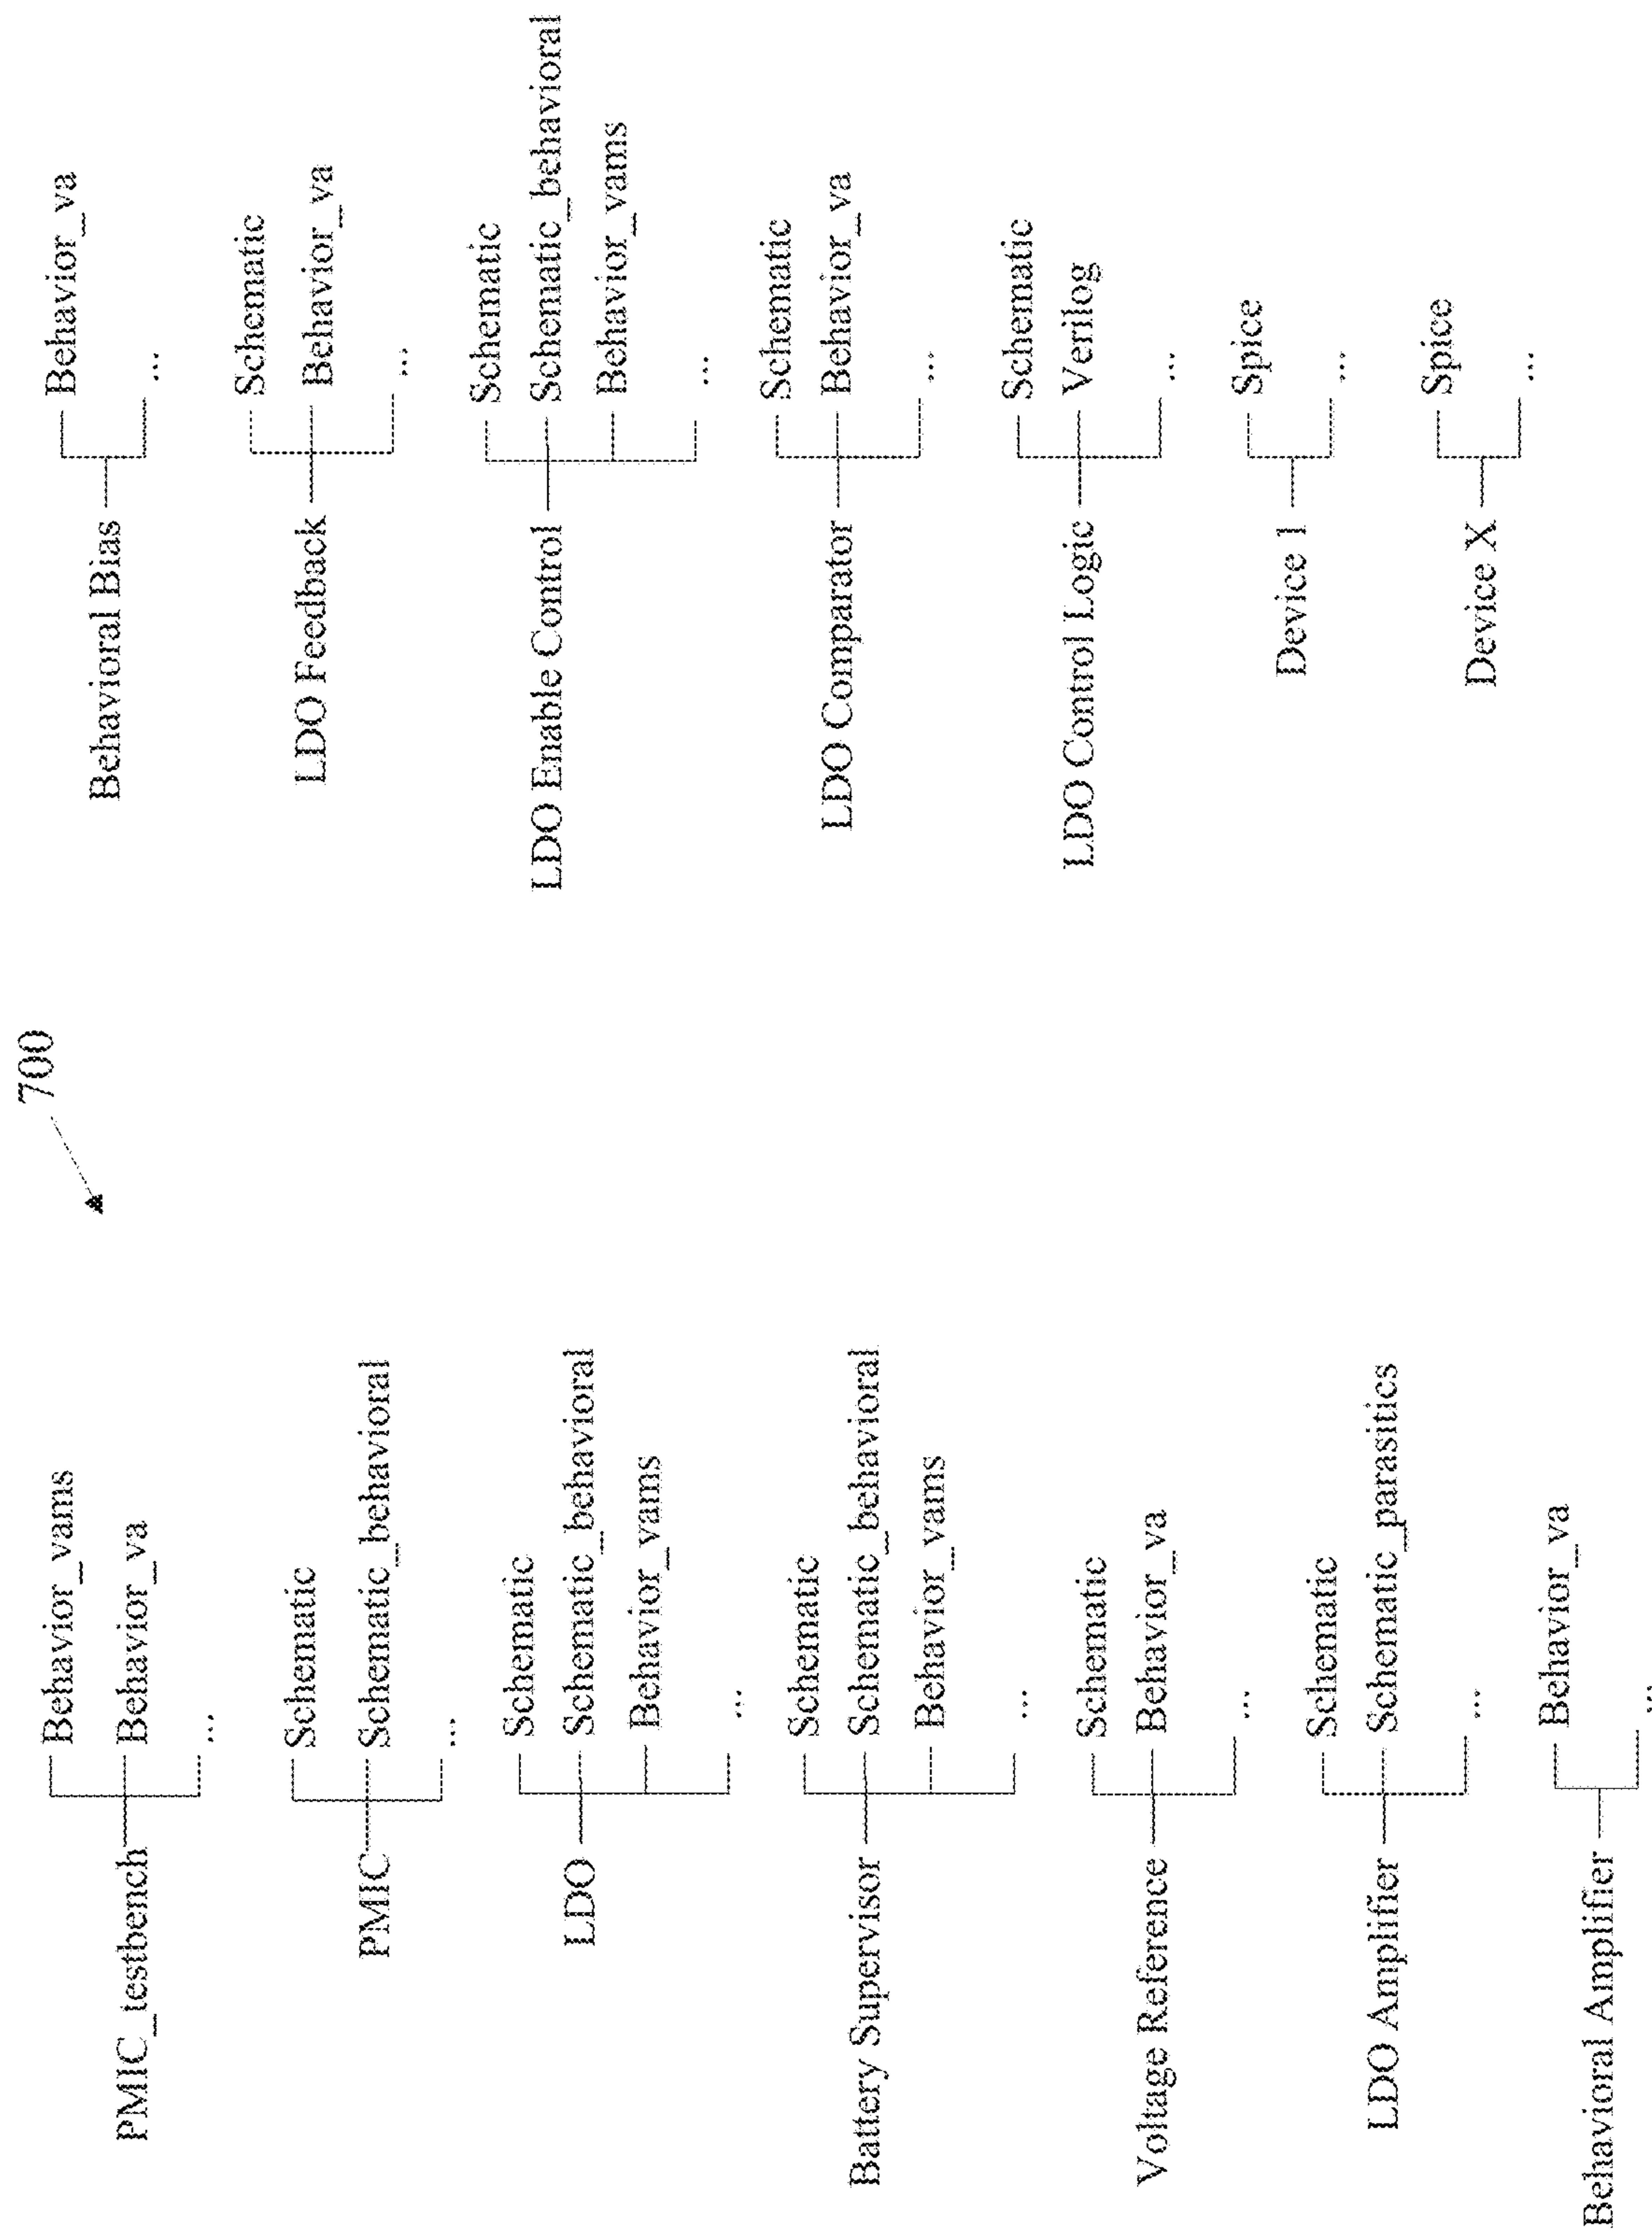 700
PMIC_testbench
Behavior_vams
Behavior_va
...
PMIC
Schematic
Schematic_behavioral
...
LDO
Schematic
Schematic_behavioral
Behavior_vams
...
Battery Supervisor
Schematic
Schematic_behavioral
Behavior_vams
...
Voltage Reference
Schematic
Behavior_va
...
LDO Amplifier
Schematic
Schematic_parasitics
...
Behavioral Amplifier
Behavior_va
...
Behavioral Bias
Behavior_va
...
LDO Feedback
Schematic
Behavior_va
...
LDO Enable Control
Schematic
Schematic_behavioral
Behavior_vams
...
LDO Comparator
Schematic
Behavior_va
...
LDO Control Logic
Schematic
Verilog
...
Device 1
Spice
...
Device X
Spice
...